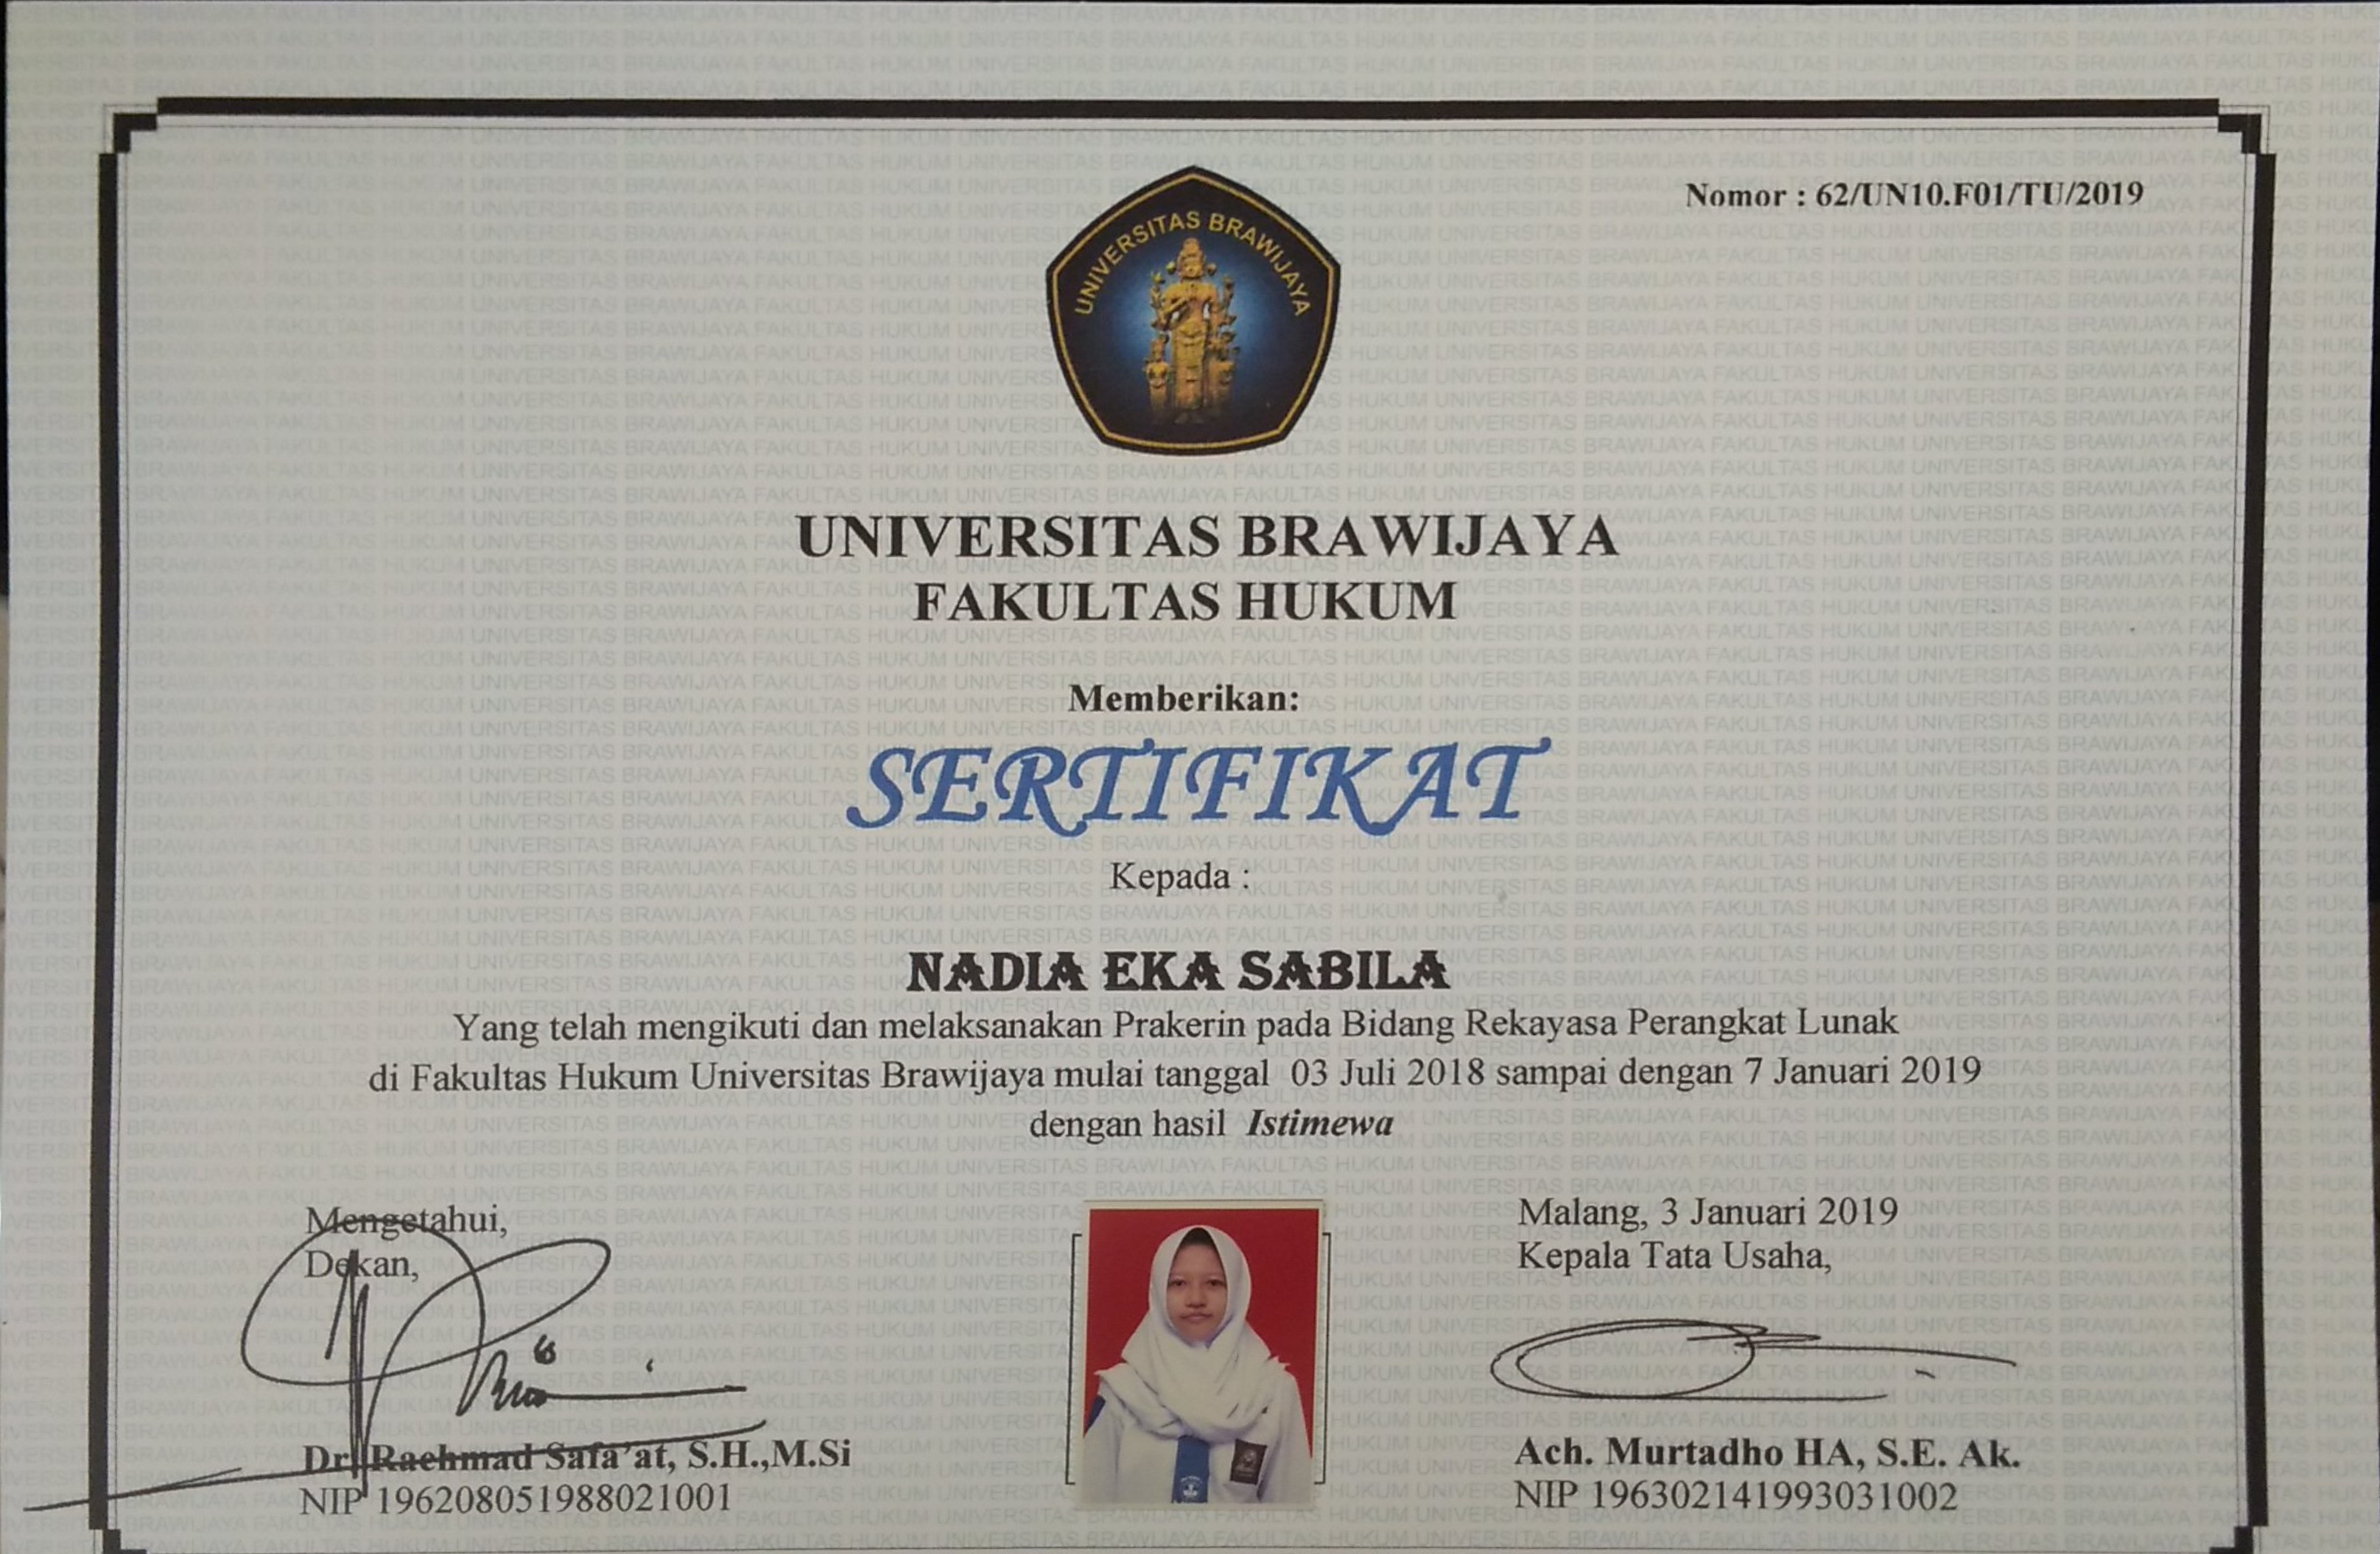 Nomor : 62/UN10.F01/TU/2019
UNIVERSITAS BRAWIJAYA
UNIVERSITAS BRAWIJAYA
FAKULTAS HUKUM
Memberikan:
SERTIFIKAT
Kepada :
NADIA EKA SABILA
Yang telah mengikuti dan melaksanakan Prakerin pada Bidang Rekayasa Perangkat Lunak
di Fakultas Hukum Universitas Brawijaya mulai tanggal 03 Juli 2018 sampai dengan 7 Januari 2019
dengan hasil Istimewa
Mengetahui,
Dekan,
Dr. Rachmad Safa'at, S.H.,M.Si
NIP 196208051988021001
Malang, 3 Januari 2019
Kepala Tata Usaha,
Ach. Murtadho HA, S.E. Ak.
NIP 196302141993031002